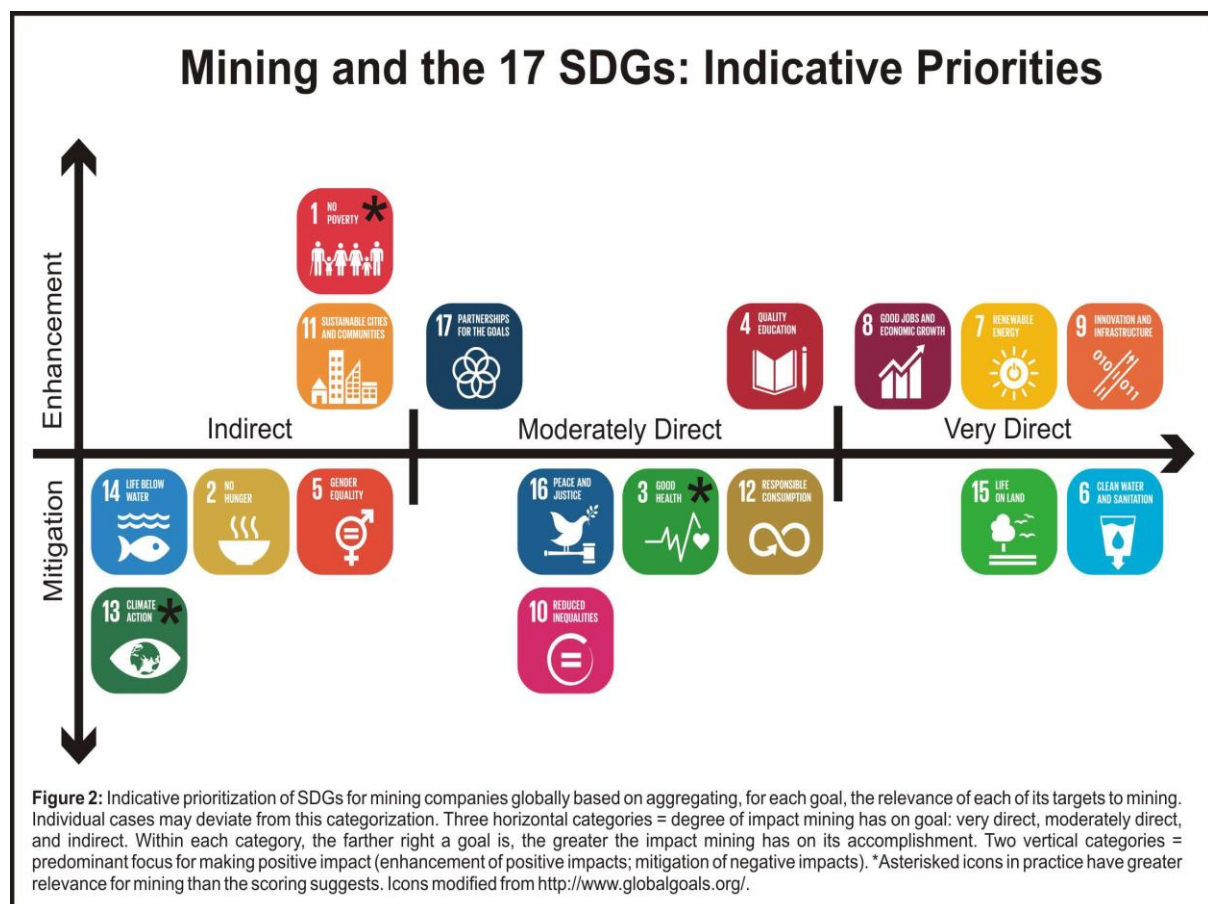 Mining and the 17 SDGs: Indicative Priorities
Enhancement
1 NO
POVERTY *
11 SUSTAINABLE CITIES
AND COMMUNITIES
17 PARTNERSHIPS
FOR THE GOALS
4 QUALITY
EDUCATION
8 GOOD JOBS AND
ECONOMIC GROWTH
7 RENEWABLE
ENERGY
9 INNOVATION AND
INFRASTRUCTURE
010
011
Indirect
Moderately Direct
Very Direct
Mitigation
14 LIFE BELOW
WATER
2 NO
HUNGER
5 GENDER
EQUALITY
16 PEACE AND
JUSTICE
3 GOOD
HEALTH *
12 RESPONSIBLE
CONSUMPTION
15 LIFE
ON LAND
6 CLEAN WATER
AND SANITATION
13 CLIMATE
ACTION *
10 REDUCED
INEQUALITIES
Figure 2: Indicative prioritization of SDGs for mining companies globally based on aggregating, for each goal, the relevance of each of its targets to mining.
Individual cases may deviate from this categorization. Three horizontal categories = degree of impact mining has on goal: very direct, moderately direct,
and indirect. Within each category, the farther right a goal is, the greater the impact mining has on its accomplishment. Two vertical categories =
predominant focus for making positive impact (enhancement of positive impacts; mitigation of negative impacts). *Asterisked icons in practice have greater
relevance for mining than the scoring suggests. Icons modified from http://www.globalgoals.org/.